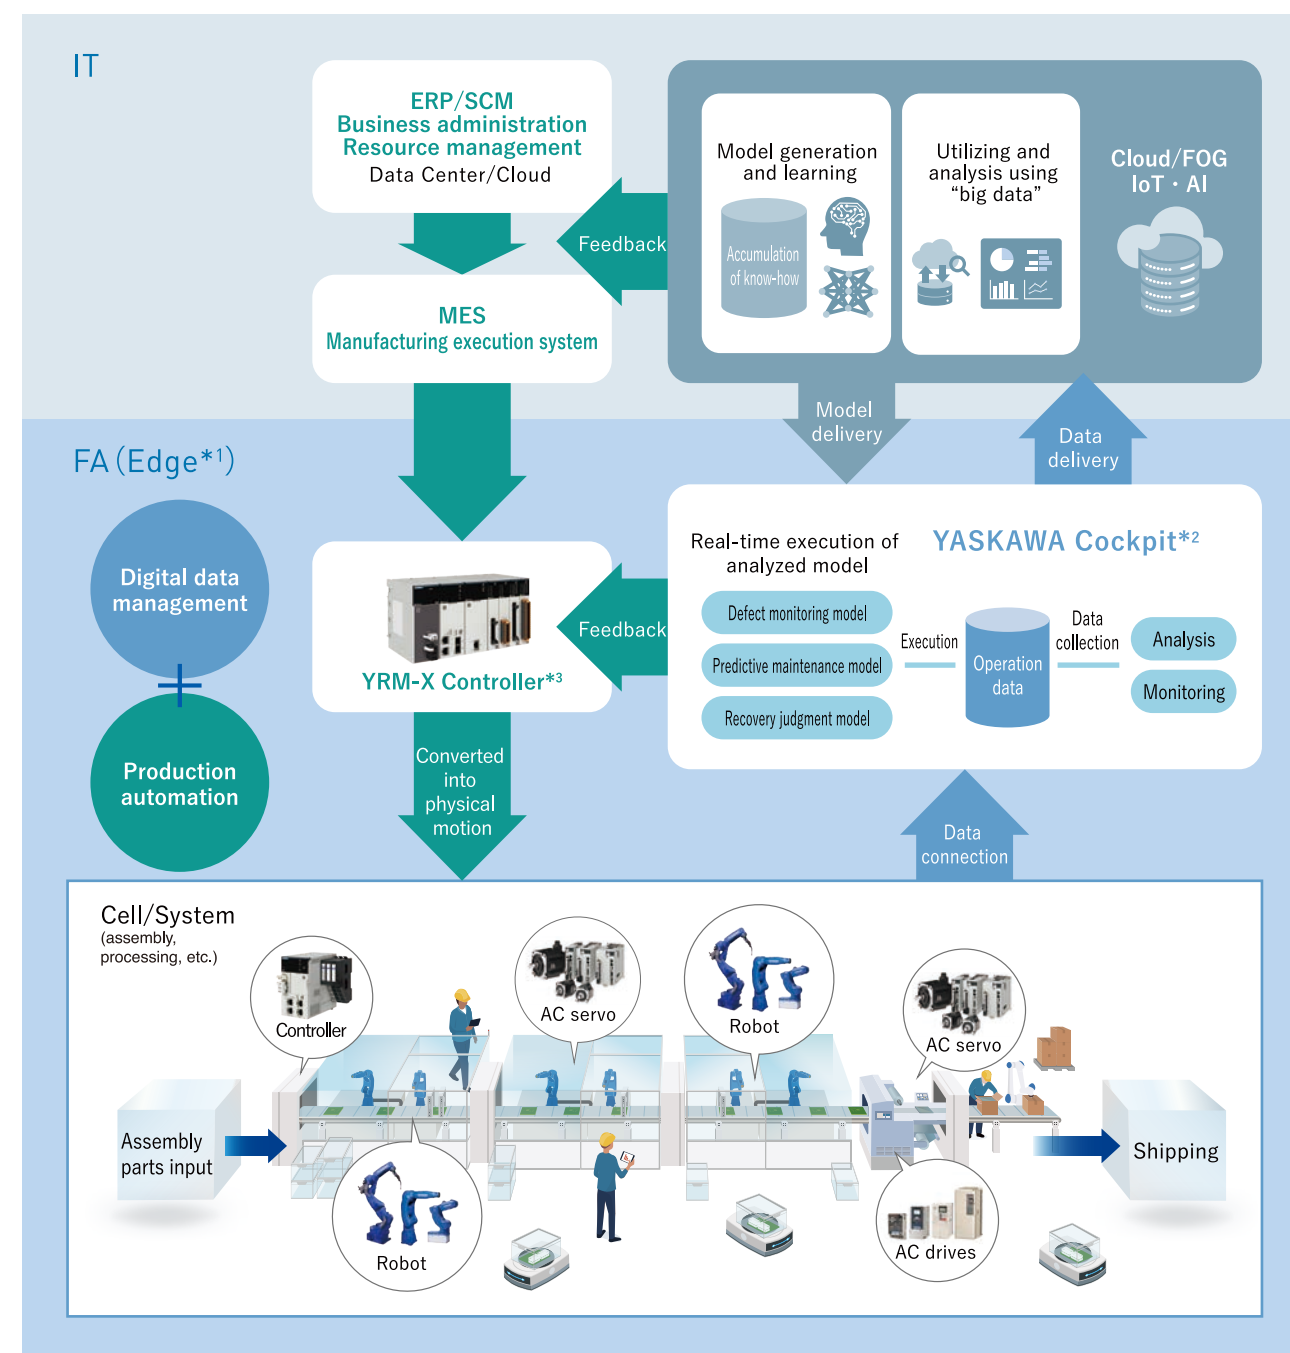 IT
ERP/SCM
Business administration
Resource management
Data Center/Cloud
Feedback
Model generation
and learning
Accumulation
of know-how
Utilizing and
analysis using
“big data”
Cloud/FOG
IoT・AI
MES
Manufacturing execution system
Model
delivery
Data
delivery
FA（Edge*1）
Digital data
management
Production
automation
YRM-X Controller*3
Feedback
Real-time execution of
analyzed model
Defect monitoring model
Predictive maintenance model
Recovery judgment model
YASKAWA Cockpit*2
Execution
Operation
data
Data
collection
Analysis
Monitoring
Converted
into
physical
motion
Data
connection
Cell/System
(assembly,
processing, etc.)
Controller
AC servo
Robot
AC servo
Assembly
parts input
Shipping
Robot
AC drives